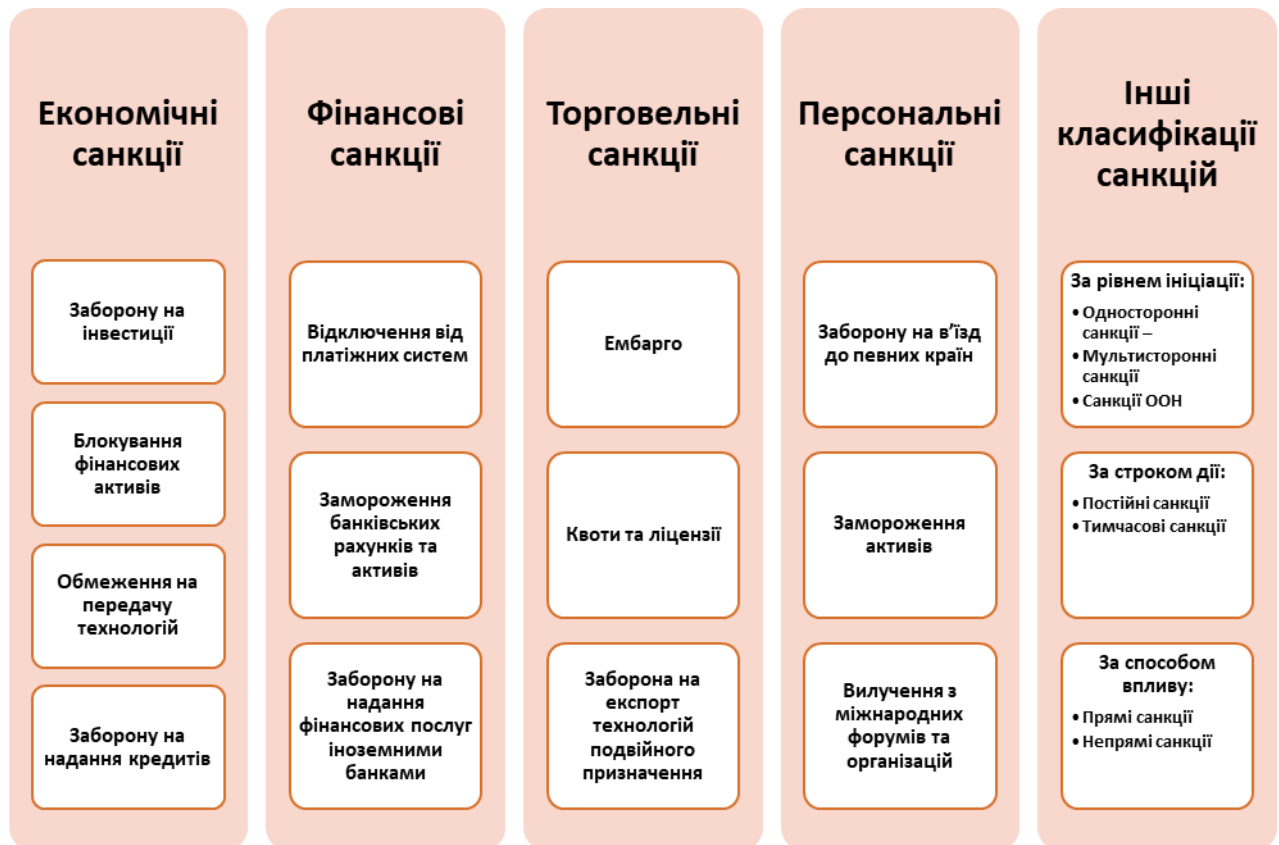 Економічні
санкції
Заборону на
інвестиції
Блокування
фінансових
активів
Обмеження на
передачу
технологій
Заборону на
надання кредитів
Фінансові
санкції
Відключення від
платіжних систем
Замороження
банківських
рахунків та
активів
Заборону на
надання
фінансових послуг
іноземними
банками
Торговельні
санкції
Ембарго
Квоти та ліцензії
Заборона на
експорт
технологій
подвійного
призначення
Персональні
санкції
Заборону на в’їзд
до певних країн
Замороження
активів
Вилучення з
міжнародних
форумів та
організацій
Інші
класифікації
санкцій
За рівнем ініціації:
• Односторонні
санкції –
• Мультисторонні
санкції
• Санкції ООН
За строком дії:
• Постійні санкції
• Тимчасові санкції
За способом
впливу:
• Прямі санкції
• Непрямі санкції